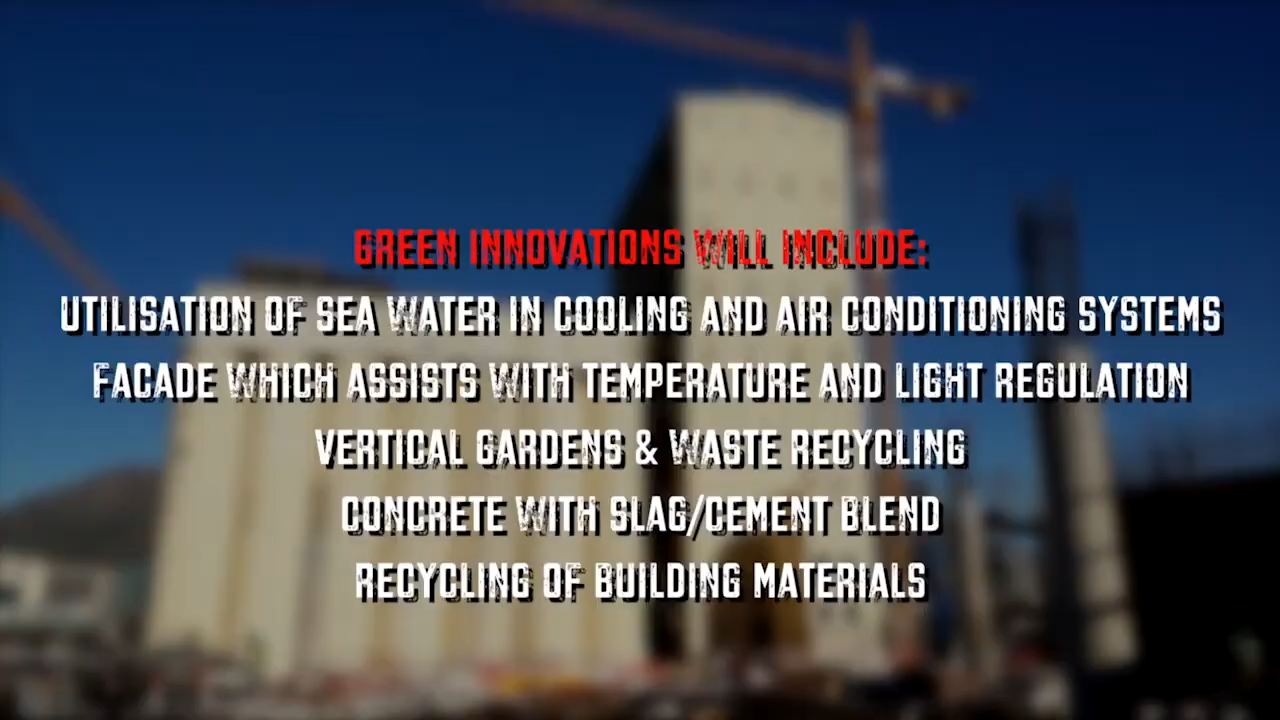 GREEN INNOVATIONS WILL INCLUDE:
UTILISATION OF SEA WATER IN COOLING AND AIR CONDITIONING SYSTEMS
FACADE WHICH ASSISTS WITH TEMPERATURE AND LIGHT REGULATION
VERTICAL GARDENS & WASTE RECYCLING
CONCRETE WITH SLAG/CEMENT BLEND
RECYCLING OF BUILDING MATERIALS